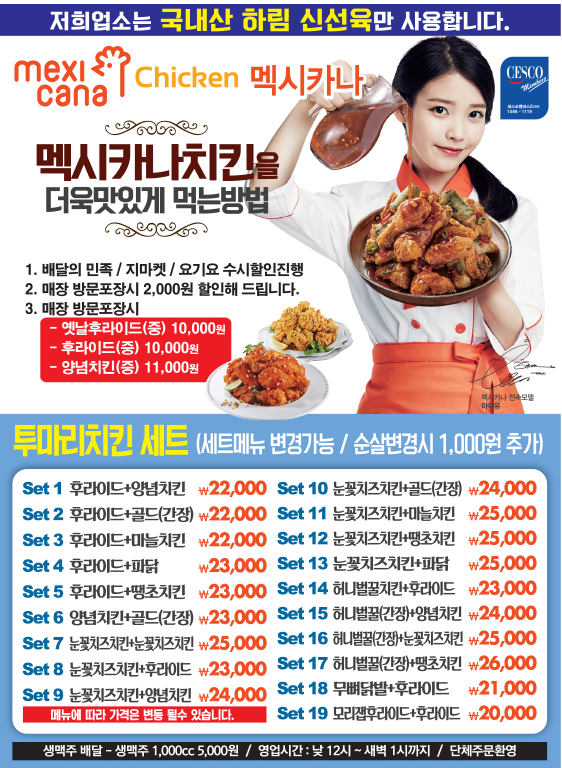 저희업소는 국내산 하림 신선육만 사용합니다.
mexi
cana
Chicken 멕시카나
CESCO
Members
세스코멤버스Zone
1588 - 1119
멕시카나치킨을
더욱맛있게 먹는방법
1. 배달의 민족 / 지마켓 / 요기요 수시할인진행
2. 매장 방문포장시 2,000원 할인해 드립니다.
3. 매장 방문포장시
- 옛날후라이드(중) 10,000원
- 후라이드(중) 10,000원
- 양념치킨(중) 11,000원
멕시카나 전속모델
아이유
투마리치킨 세트 (세트메뉴 변경가능 / 순살변경시 1,000원 추가)
Set 1 후라이드+양념치킨 ₩22,000
Set 2 후라이드+골드(간장) ₩22,000
Set 3 후라이드+마늘치킨 ₩22,000
Set 4 후라이드+파닭 ₩23,000
Set 5 후라이드+땡초치킨 ₩23,000
Set 6 양념치킨+골드(간장) ₩23,000
Set 7 눈꽃치즈치킨+눈꽃치즈치킨 ₩25,000
Set 8 눈꽃치즈치킨+후라이드 ₩23,000
Set 9 눈꽃치즈치킨+양념치킨 ₩24,000
메뉴에 따라 가격은 변동 될수 있습니다.
Set 10 눈꽃치즈치킨+골드(간장) ₩24,000
Set 11 눈꽃치즈치킨+마늘치킨 ₩25,000
Set 12 눈꽃치즈치킨+땡초치킨 ₩25,000
Set 13 눈꽃치즈치킨+파닭 ₩25,000
Set 14 허니벌꿀치킨+후라이드 ₩23,000
Set 15 허니벌꿀(간장)+양념치킨 ₩24,000
Set 16 허니벌꿀(간장)+눈꽃치즈치킨 ₩25,000
Set 17 허니벌꿀(간장)+땡초치킨 ₩26,000
Set 18 무뼈닭발+후라이드 ₩21,000
Set 19 모리잽후라이드+후라이드 ₩20,000
생맥주 배달 - 생맥주 1,000cc 5,000원 / 영업시간 : 낮 12시 ~ 새벽 1시까지 / 단체주문환영